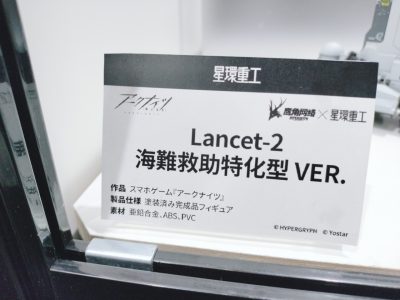 星環重工
アークナイツ
鷹角网络 × 星環重工
HYPERGRYPH
Lancet-2
海難救助特化型 VER.
作品 スマホゲーム『アークナイツ』
製品仕様 塗装済み完成品フィギュア
素材 亜鉛合金、ABS、PVC
© HYPERGRYPH © Yostar